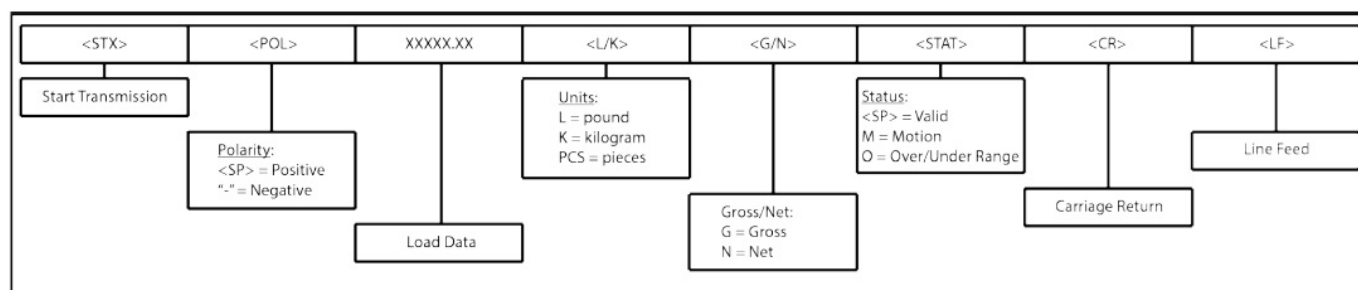 <STX> <POL> XXXXX.XX <L/K> <G/N> <STAT> <CR> <LF>
Start Transmission
Polarity:
<SP> = Positive
“-” = Negative
Load Data
Units:
L = pound
K = kilogram
PCS = pieces
Gross/Net:
G = Gross
N = Net
Status:
<SP> = Valid
M = Motion
O = Over/Under Range
Carriage Return
Line Feed